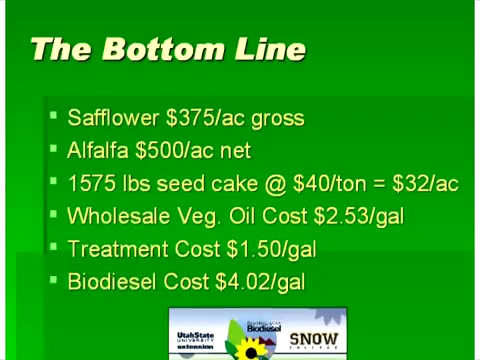 The Bottom Line
Safflower $375/ac gross
Alfalfa $500/ac net
1575 lbs seed cake @ $40/ton = $32/ac
Wholesale Veg. Oil Cost $2.53/gal
Treatment Cost $1.50/gal
Biodiesel Cost $4.02/gal
UtahState
UNIVERSITY
extension
Biodiesel
SNOW
COLLEGE